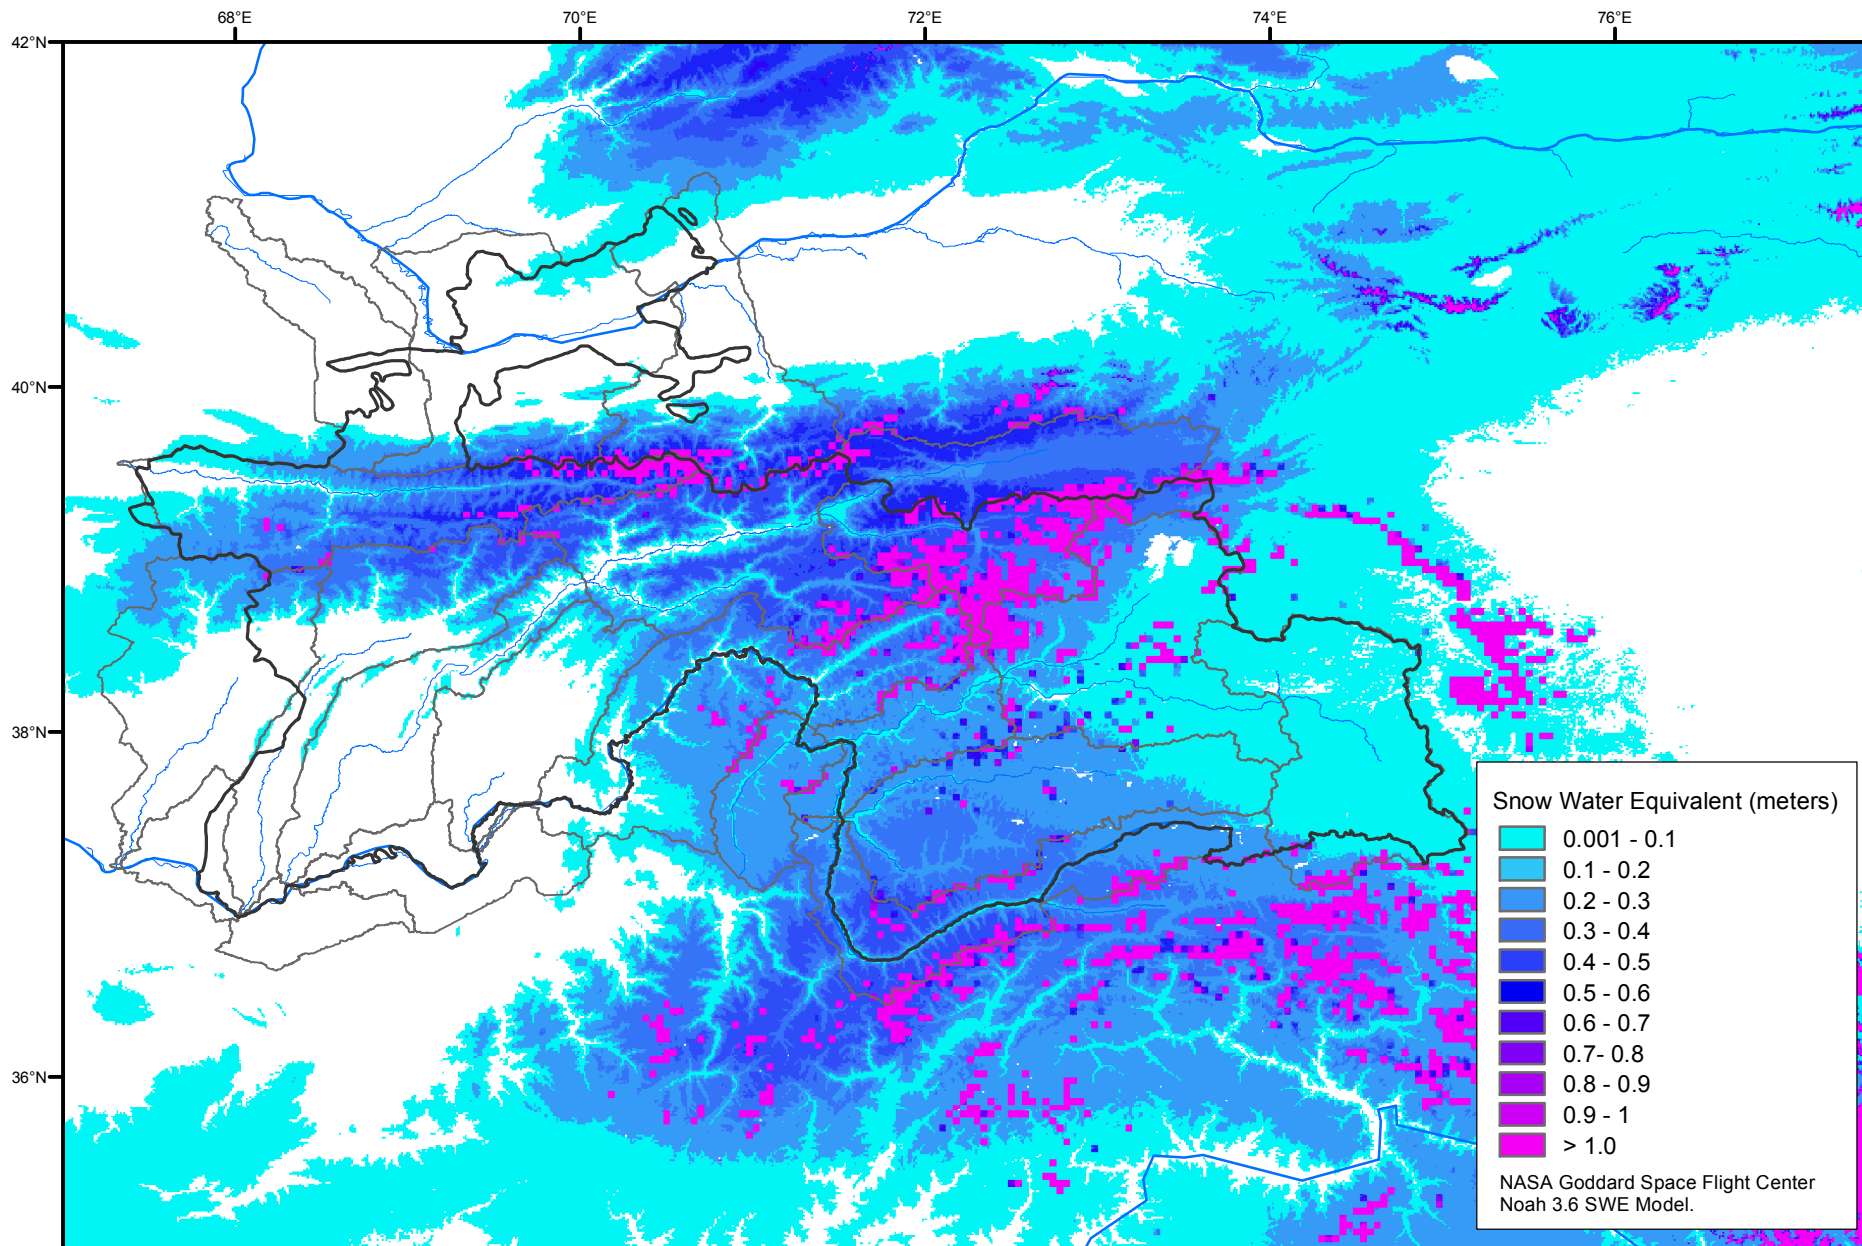 68°E 70°E 72°E 74°E 76°E
42°N
40°N
38°N
36°N
Snow Water Equivalent (meters)
0.001 - 0.1
0.1 - 0.2
0.2 - 0.3
0.3 - 0.4
0.4 - 0.5
0.5 - 0.6
0.6 - 0.7
0.7- 0.8
0.8 - 0.9
0.9 - 1
> 1.0
NASA Goddard Space Flight Center
Noah 3.6 SWE Model.